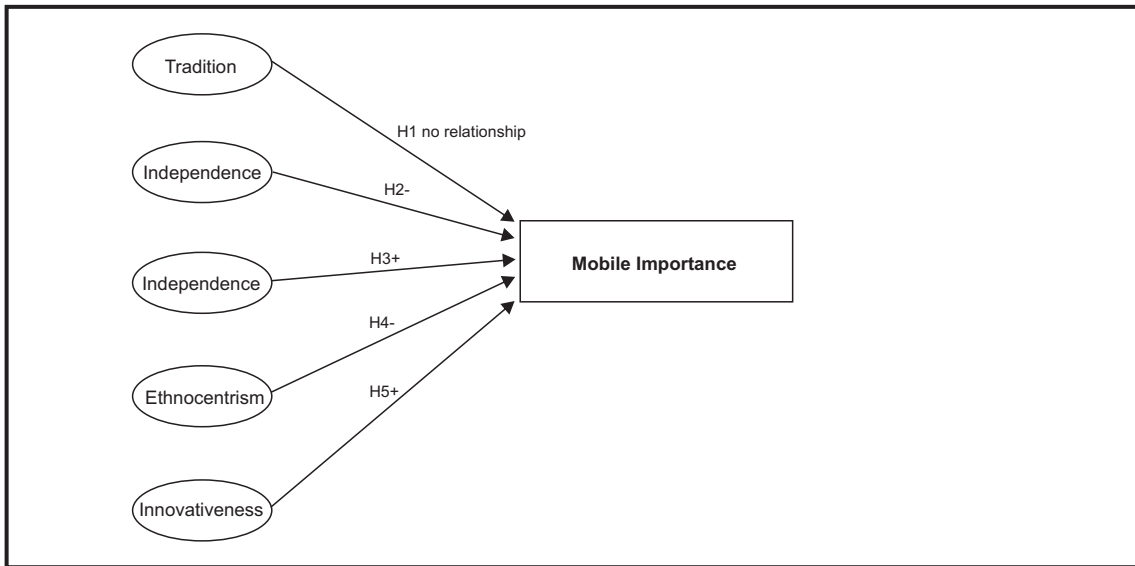 Tradition
H1 no relationship
Independence
H2-
Mobile Importance
Independence
H3+
H4-
Ethnocentrism
H5+
Innovativeness